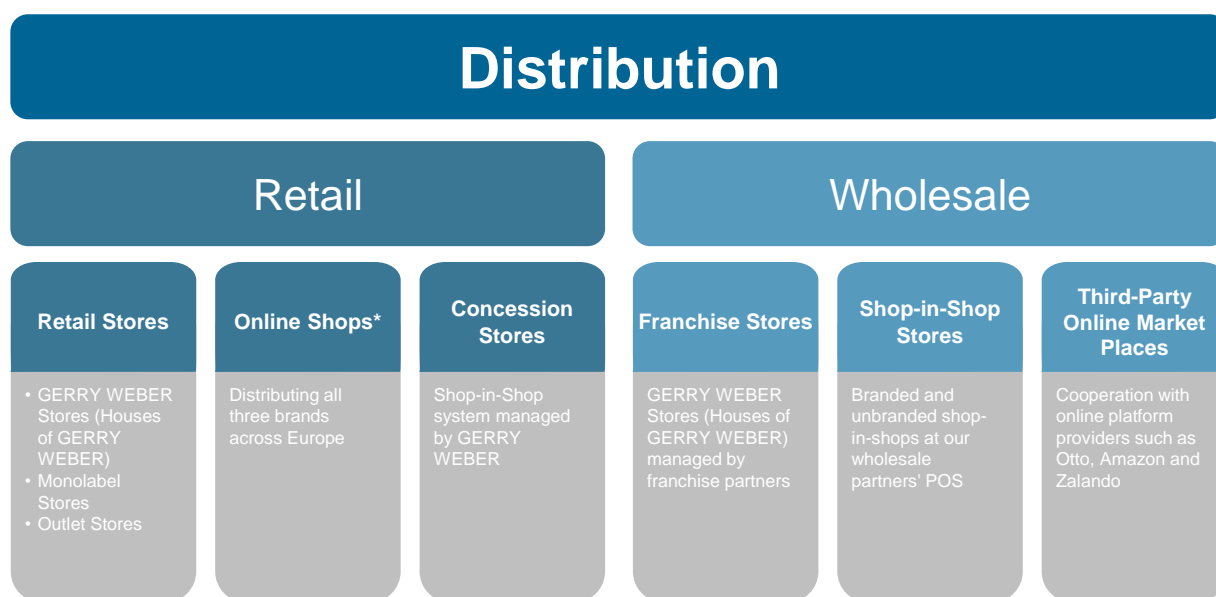 Distribution
Retail
Wholesale
Retail Stores
Online Shops*
Concession
Stores
Franchise Stores
Shop-in-Shop
Stores
Third-Party
Online Market
Places
• GERRY WEBER
Stores (Houses
of GERRY
WEBER)
• Monolabel
Stores
• Outlet Stores
Distributing all
three brands
across Europe
Shop-in-Shop
system managed
by GERRY
WEBER
GERRY WEBER
Stores (Houses of
GERRY WEBER)
managed by
franchise partners
Branded and
unbranded shop-
in-shops at our
wholesale
partners' POS
Cooperation with
online platform
providers such as
Otto, Amazon and
Zalando